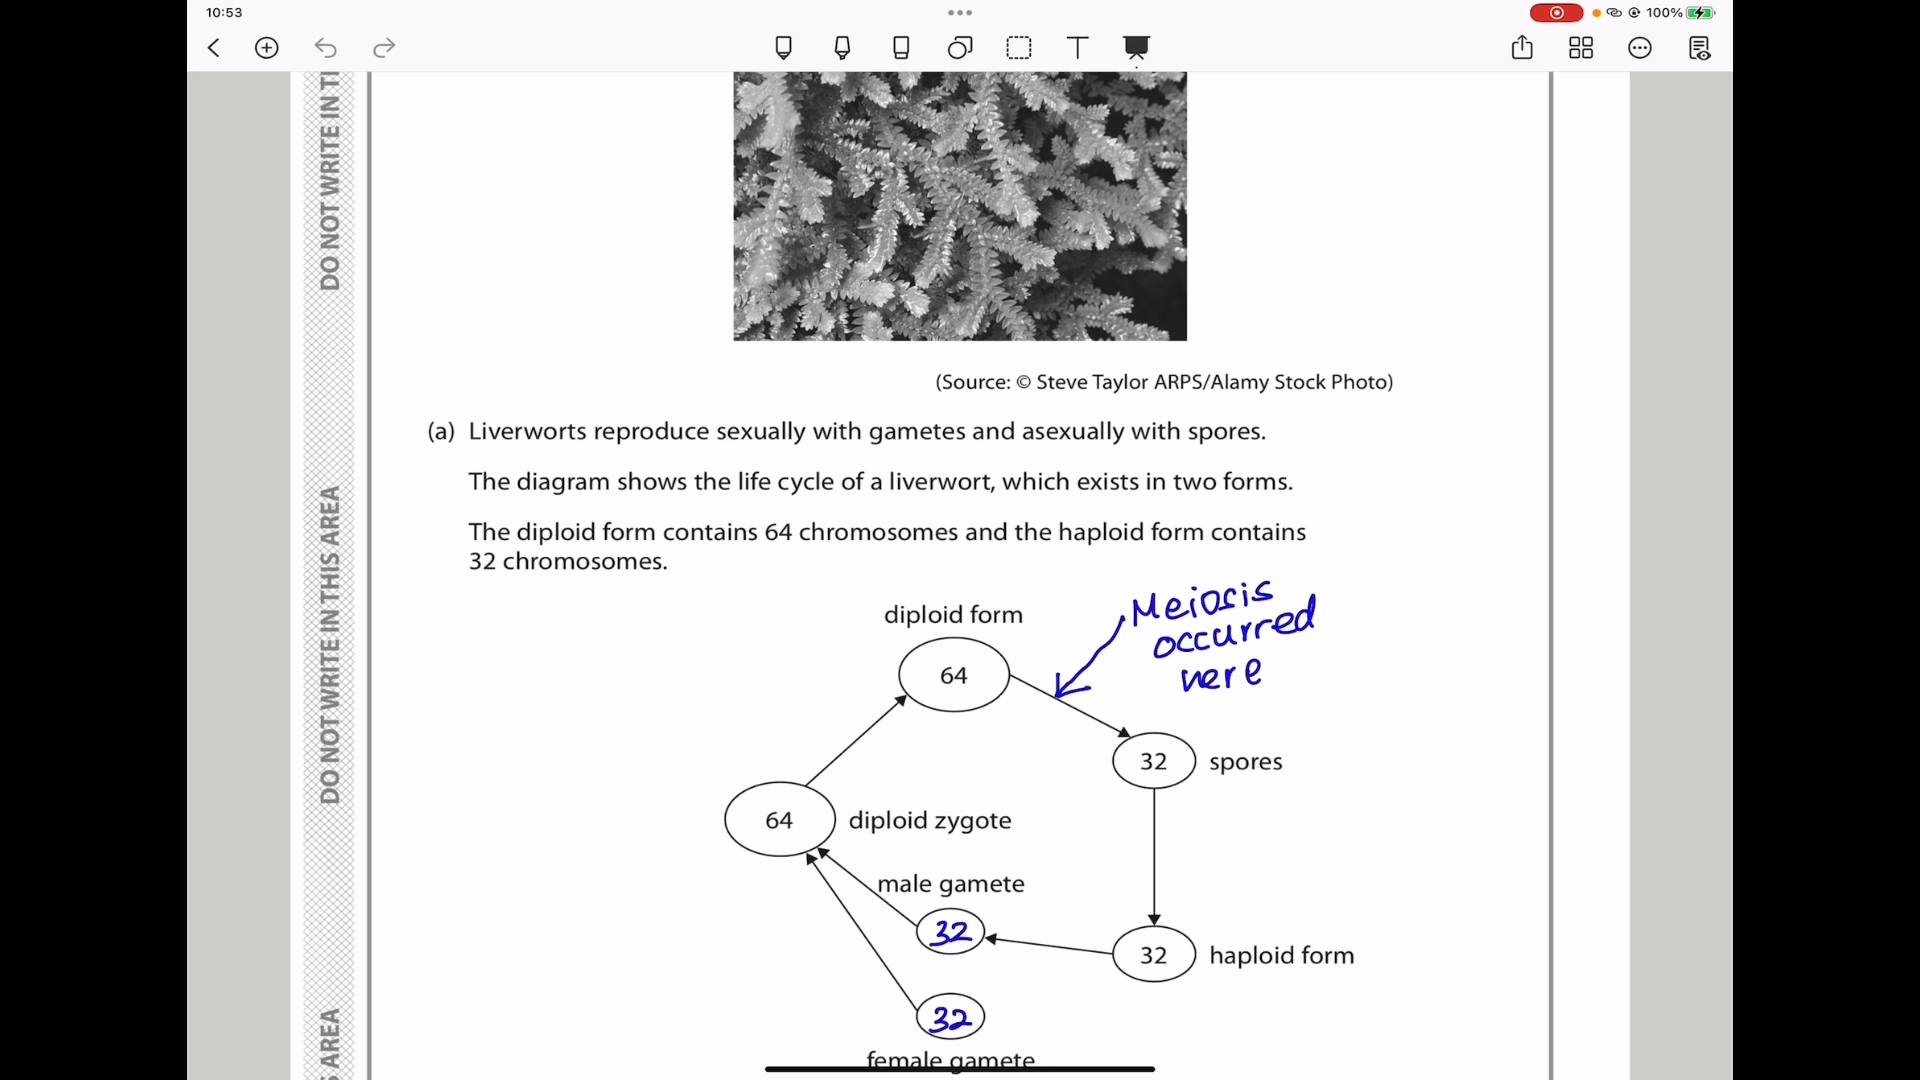 10:53
100%
DO NOT WRITE IN T
(Source: © Steve Taylor ARPS/Alamy Stock Photo)
(a) Liverworts reproduce sexually with gametes and asexually with spores.
The diagram shows the life cycle of a liverwort, which exists in two forms.
The diploid form contains 64 chromosomes and the haploid form contains
32 chromosomes.
DO NOT WRITE IN THIS AREA
diploid form
Meiosis
occurred
here
64
32 spores
64 diploid zygote
male gamete
32
32 haploid form
32
female gamete
S AREA